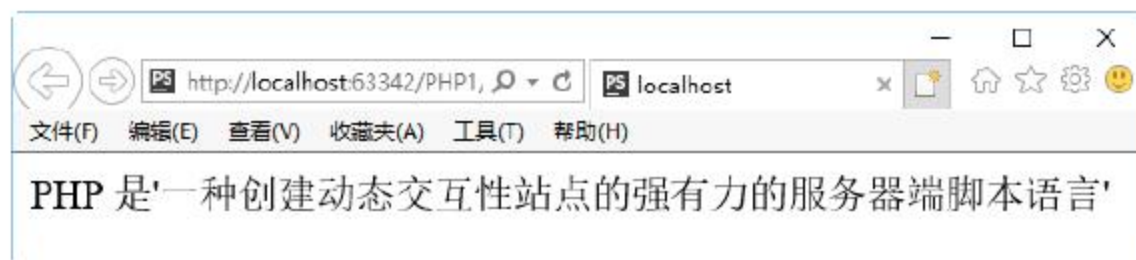 PS http://localhost:63342/PHP1, PS localhost
文件(F) 编辑(E) 查看(V) 收藏夹(A) 工具(T) 帮助(H)
PHP 是'一种创建动态交互性站点的强有力的服务器端脚本语言'